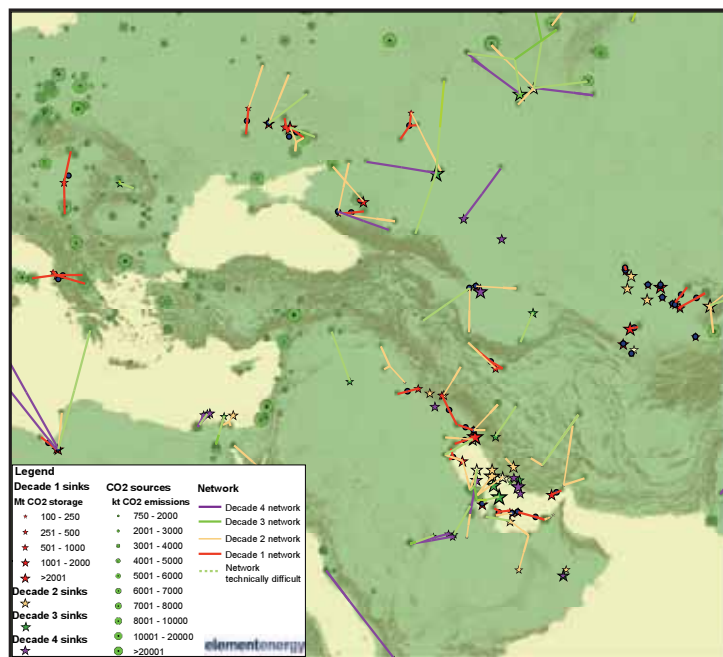 Legend
Decade 1 sinks
Mt CO2 storage
100 - 250
251 - 500
501 - 1000
1001 - 2000
>2001
Decade 2 sinks
Decade 3 sinks
Decade 4 sinks
CO2 sources
kt CO2 emissions
750 - 2000
2001 - 3000
3001 - 4000
4001 - 5000
5001 - 6000
6001 - 7000
7001 - 8000
8001 - 10000
10001 - 20000
>20001
Network
Decade 4 network
Decade 3 network
Decade 2 network
Decade 1 network
Network
technically difficult
elementenergy